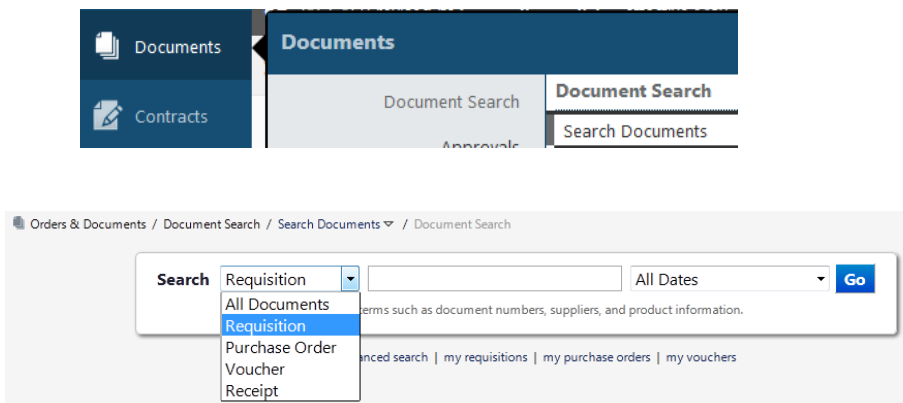 Documents
Documents
Document Search
Document Search
Search Documents
Contracts
Approvals
Orders & Documents / Document Search / Search Documents / Document Search
Search Requisition All Dates Go
All Documents
terms such as document numbers, suppliers, and product information.
Requisition
Purchase Order
search | my requisitions | my purchase orders | my vouchers
Voucher
Receipt